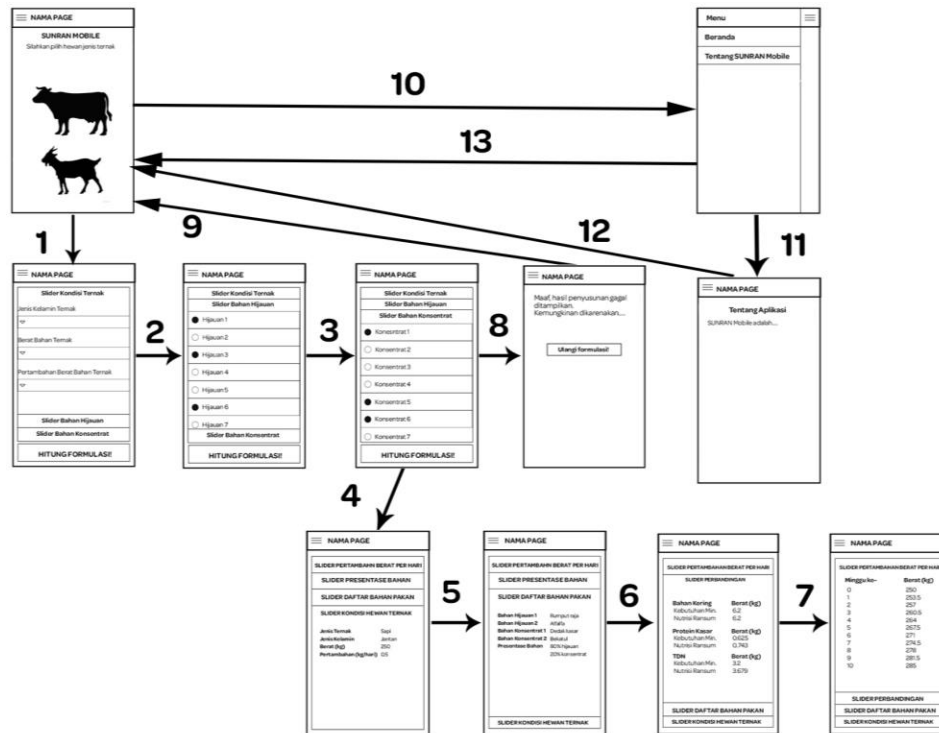 NAMA PAGE
SUNRAN MOBILE
Silahkan pilih hewan jenis ternak
Menu
Beranda
Tentang SUNRAN Mobile
10
13
9
12
1
11
NAMA PAGE
Slider Kondisi Ternak
Jenis Kelamin Ternak
Berat Bahan Ternak
Pertambahan Berat Bahan Ternak
Slider Bahan Hijauan
Slider Bahan Konsentrat
HITUNG FORMULASI!
2
NAMA PAGE
Slider Kondisi Ternak
Slider Bahan Hijauan
Hijauan 1
Hijauan 2
Hijauan 3
Hijauan 4
Hijauan 5
Hijauan 6
Hijauan 7
Slider Bahan Konsentrat
HITUNG FORMULASI!
3
NAMA PAGE
Slider Kondisi Ternak
Slider Bahan Hijauan
Slider Bahan Konsentrat
Konsentrat 1
Konsentrat 2
Konsentrat 3
Konsentrat 4
Konsentrat 5
Konsentrat 6
Konsentrat 7
HITUNG FORMULASI!
8
NAMA PAGE
Maaf, hasil penyusunan gagal
ditampilkan.
Kemungkinan dikarenakan....
Ulangi formulasi!
NAMA PAGE
Tentang Aplikasi
SUNRAN Mobile adalah.....
4
NAMA PAGE
SLIDER PERTAMBAHN BERAT PER HARI
SLIDER PRESENTASE BAHAN
SLIDER DAFTAR BAHAN PAKAN
SLIDER KONDISI HEWAN TERNAK
Jenis Ternak Sapi
Jenis Kelamin Jantan
Berat (kg) 250
Pertambahan (kg/hari) 0.5
5
NAMA PAGE
SLIDER PERTAMBAHAN BERAT PER HARI
SLIDER PRESENTASE BAHAN
SLIDER DAFTAR BAHAN PAKAN
Bahan Hijauan 1 Rumput raja
Bahan Hijauan 2 Alfalfa
Bahan Konsentrat 1 Dedak kasar
Bahan Konsentrat 2 Bekatul
Presentase Bahan 80% hijauan
20% konsentrat
SLIDER KONDISI HEWAN TERNAK
6
NAMA PAGE
SLIDER PERTAMBAHAN BERAT PER HARI
SLIDER PERBANDINGAN
Bahan Kering Berat (kg)
Kebutuhan Min. 6.2
Nutrisi Ransum 6.2
Protein Kasar Berat (kg)
Kebutuhan Min. 0.625
Nutrisi Ransum 0.743
TDN Berat (kg)
Kebutuhan Min. 3.2
Nutrisi Ransum 3.679
SLIDER DAFTAR BAHAN PAKAN
SLIDER KONDISI HEWAN TERNAK
7
NAMA PAGE
SLIDER PERTAMBAHAN BERAT PER HARI
Minggu ke- Berat (kg)
0 250
1 253.5
2 257
3 260.5
4 264
5 267.5
6 271
7 274.5
8 278
9 281.5
10 285
SLIDER PERBANDINGAN
SLIDER DAFTAR BAHAN PAKAN
SLIDER KONDISI HEWAN TERNAK